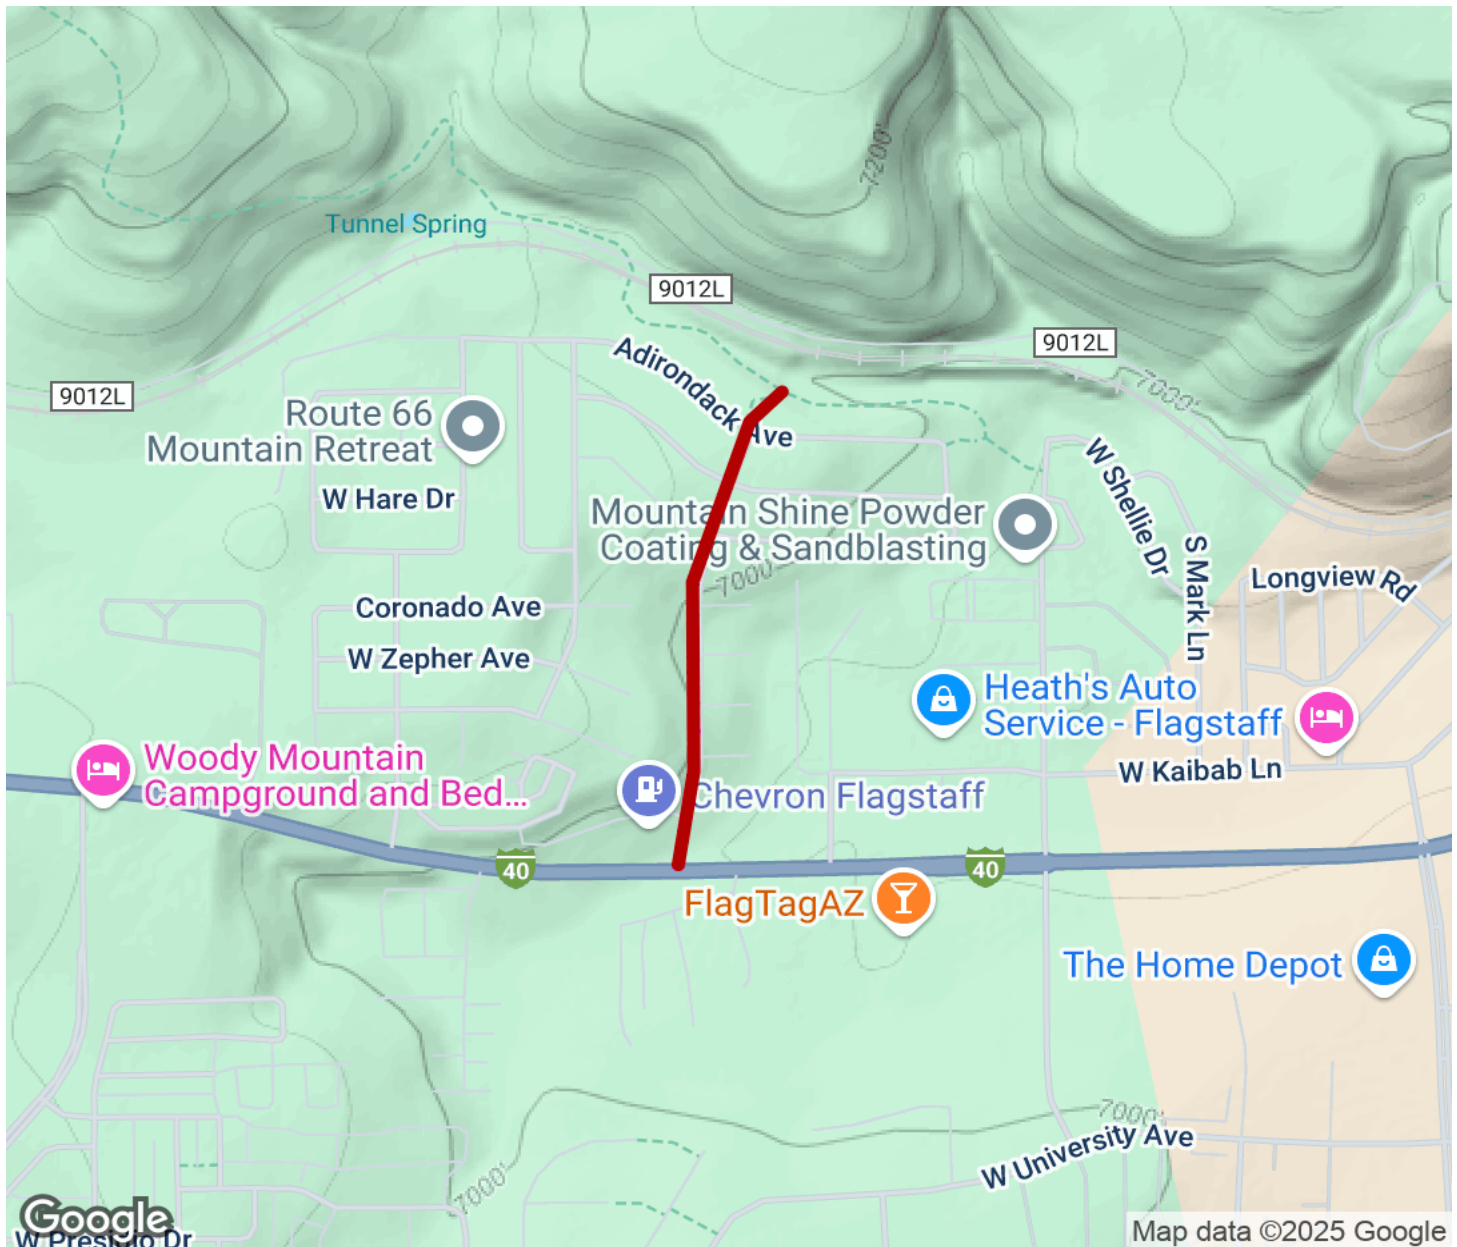 7200'
Tunnel Spring
9012L
9012L
Adirondack Ave
9012L
7000'
Route 66
Mountain Retreat
W Hare Dr
W Shellie Dr
Mountain Shine Powder
Coating & Sandblasting
S Mark Ln
7000'
Longview Rd
Coronado Ave
W Zepher Ave
Heath's Auto
Service - Flagstaff
Woody Mountain
Campground and Bed...
W Kaibab Ln
Chevron Flagstaff
40
40
FlagTagAZ
The Home Depot
7000'
W University Ave
7000'
Google
W Presidio Dr
Map data ©2025 Google